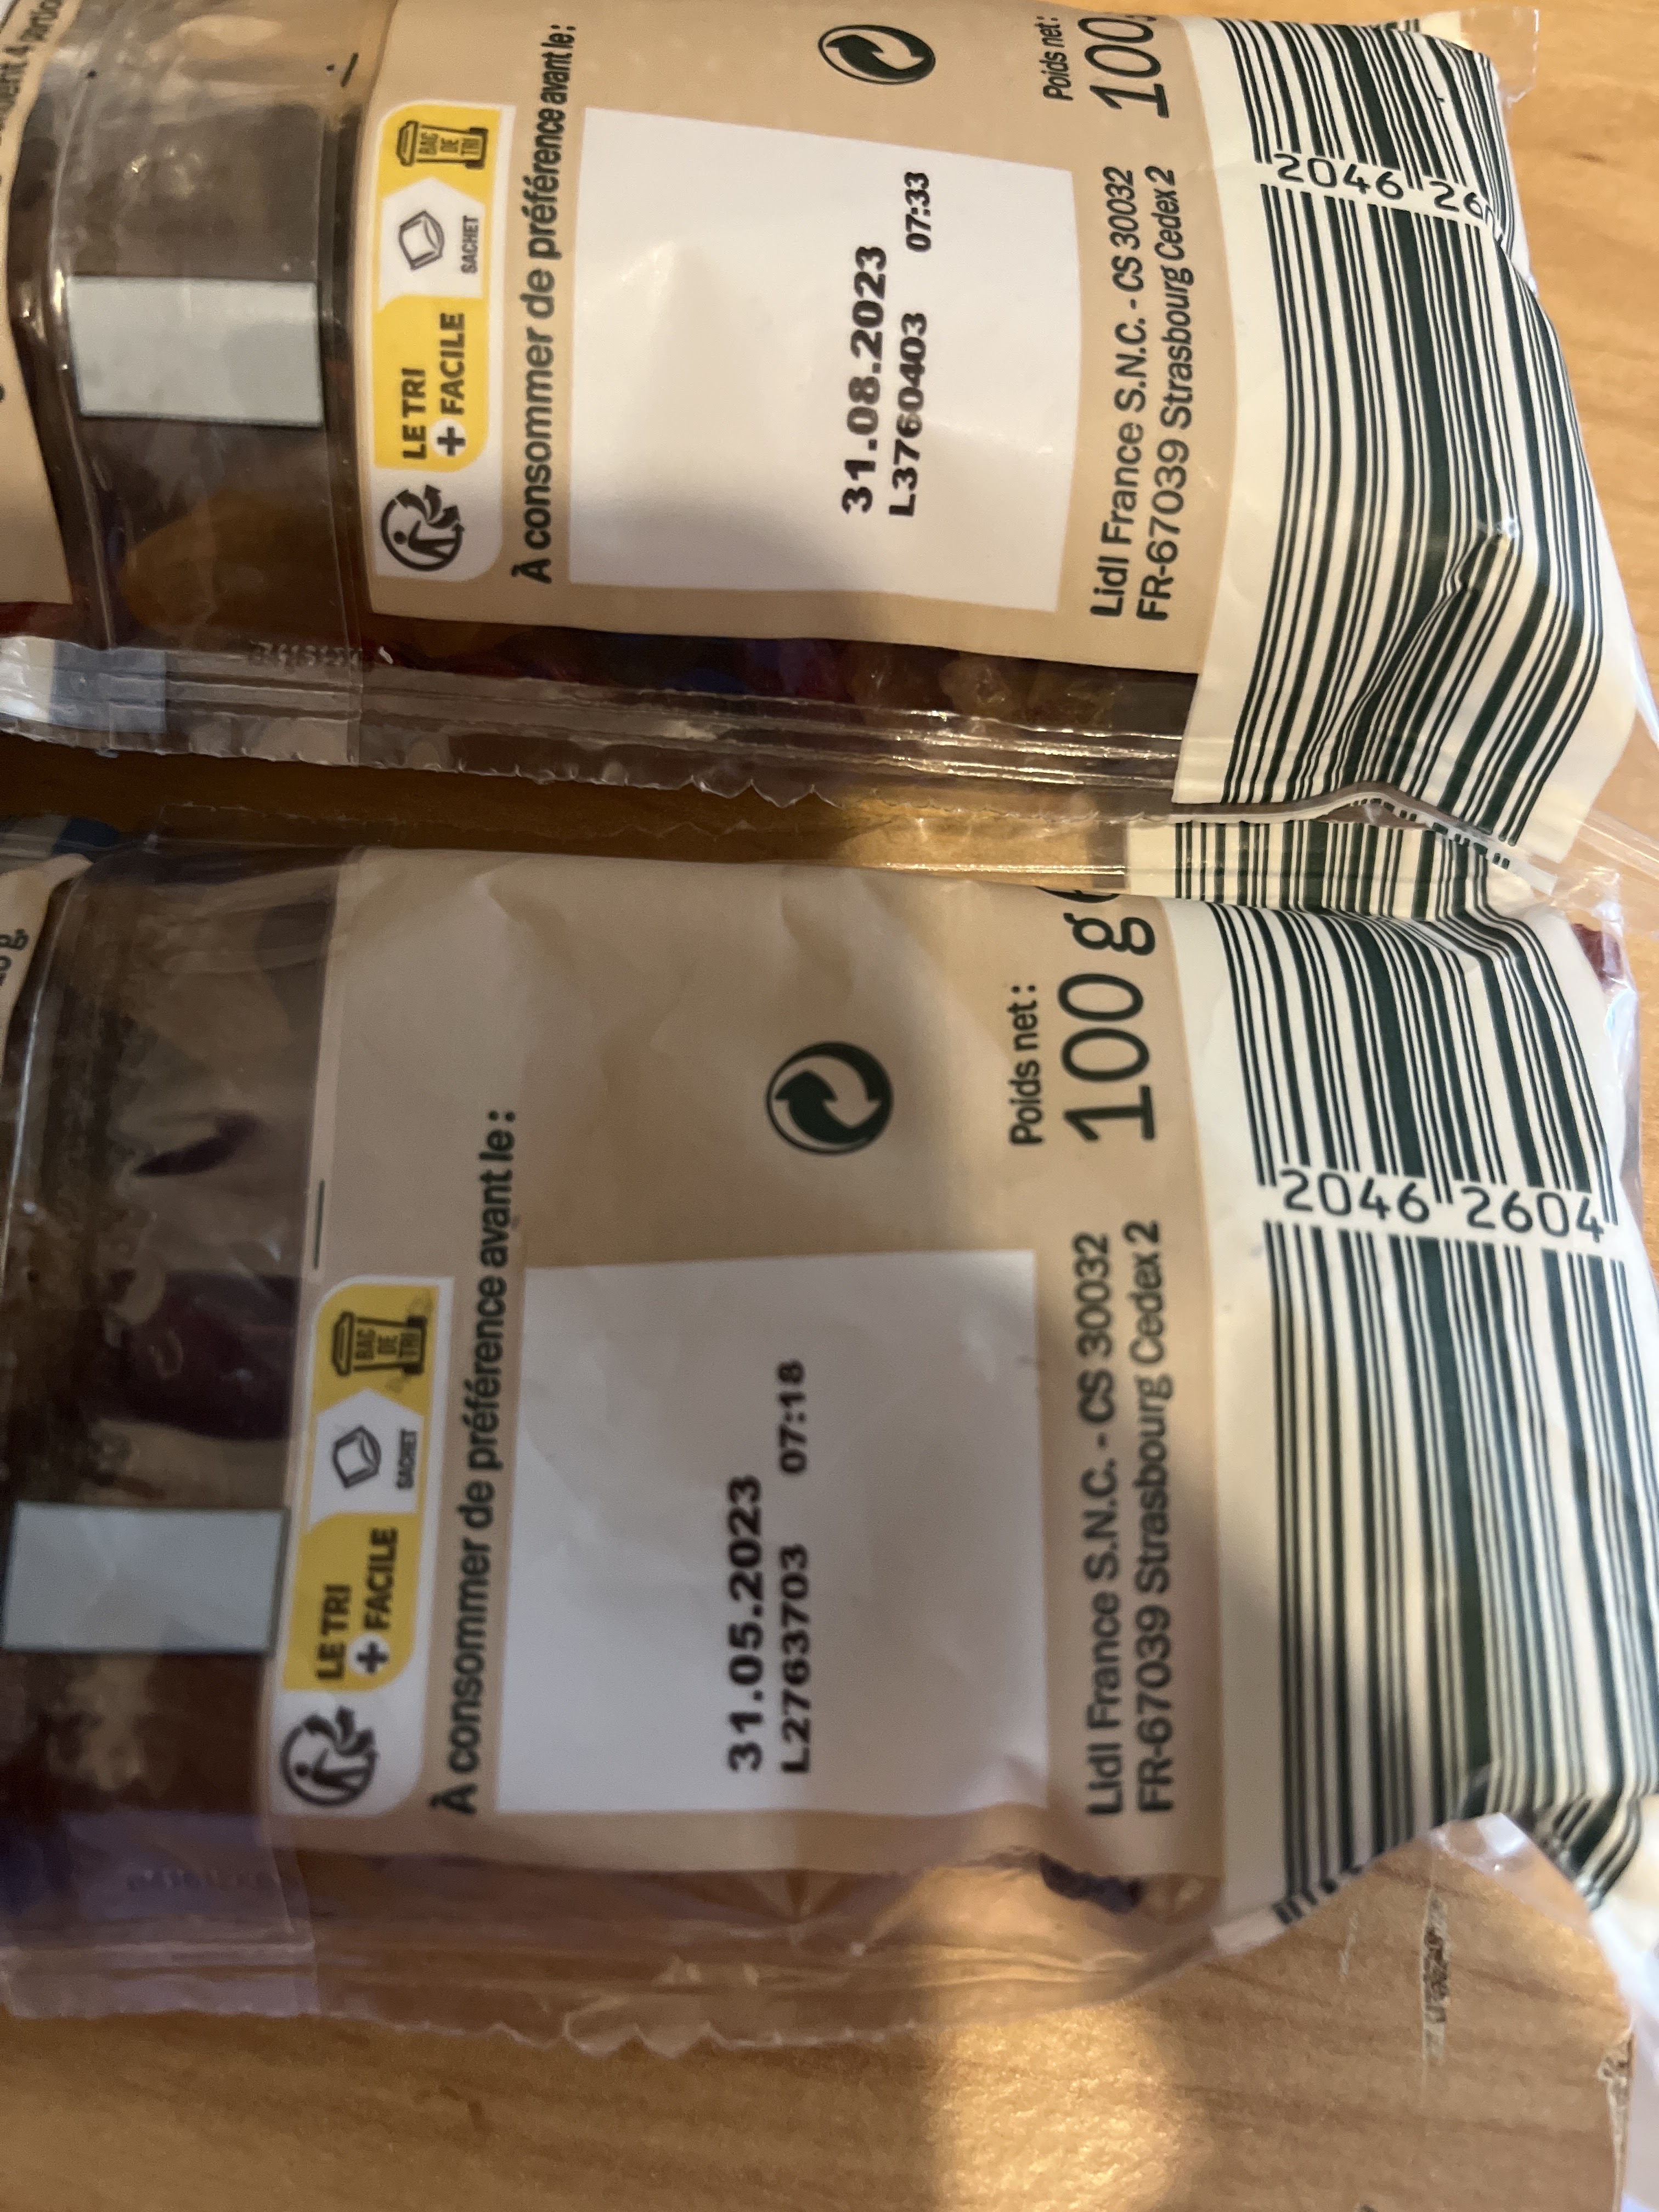 LE TRI
+ FACILE
SACHET
BAC
DE
TRI
À consommer de préférence avant le :
31.08.2023
L3760403 07:33
Poids net :
100
Lidl France S.N.C. - CS 30032
FR-67039 Strasbourg Cedex 2
2046 26
g.
LE TRI
+ FACILE
SACHET
BAC
DE
TRI
À consommer de préférence avant le :
31.05.2023
L2763703 07:18
Poids net :
100 g
Lidl France S.N.C. - CS 30032
FR-67039 Strasbourg Cedex 2
2046 2604